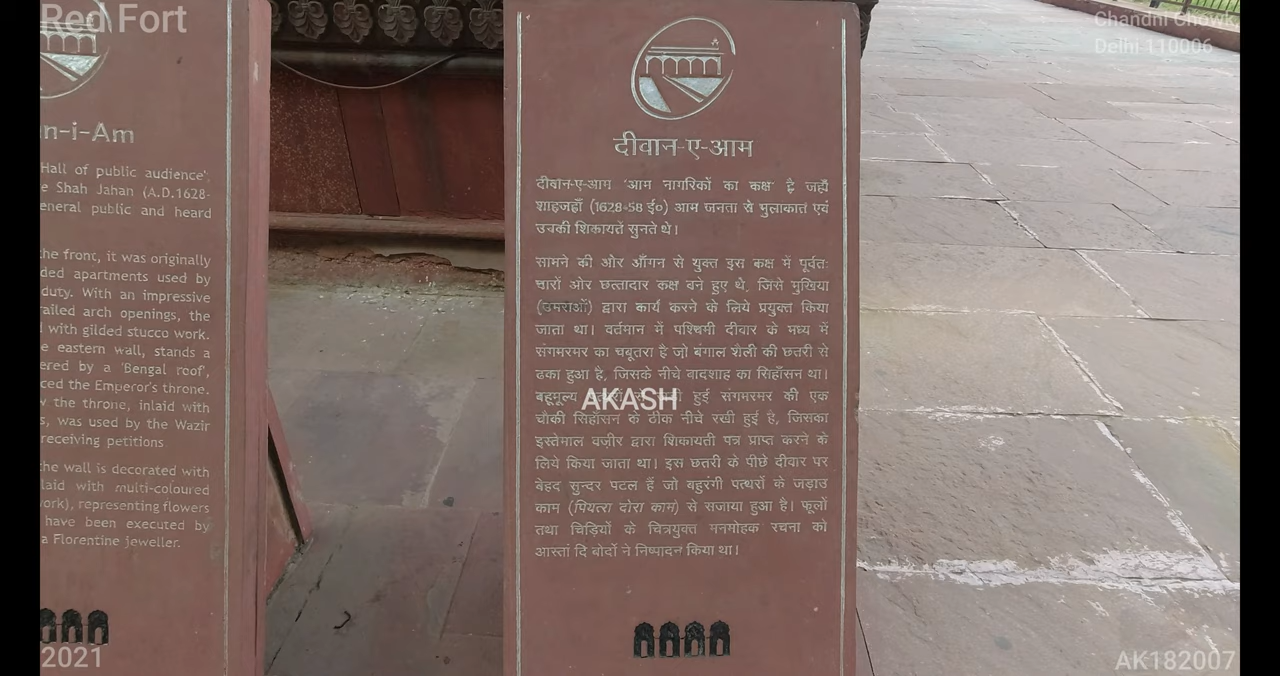 Red Fort
Chandni Chowk
Delhi 110006
n-i-Am
Hall of public audience',
e Shah Jahan (A.D.1628-
eneral public and heard
the front, it was originally
ded apartments used by
duty. With an impressive
ailed arch openings, the
with gilded stucco work.
e eastern wall, stands a
ered by a 'Bengal roof',
ced the Emperor's throne.
w the throne, inlaid with
s, was used by the Wazir
receiving petitions
the wall is decorated with
laid with multi-coloured
work), representing flowers
have been executed by
a Florentine jeweller.
दीवान-ए-आम
दीवान-ए-आम 'आम नागरिकों का कक्ष' है जहाँ
शाहजहाँ (1628-58 ई०) आम जनता से मुलाकात एवं
उनकी शिकायतें सुनते थे।
सामने की ओर आँगन से युक्त इस कक्ष में पूर्वतः
चारों ओर छत्तादार कक्ष बने हुए थे, जिसे मुखिया
(उमराओं) द्वारा कार्य करने के लिये प्रयुक्त किया
जाता था। वर्तमान में पश्चिमी दीवार के मध्य में
संगमरमर का चबूतरा है जो बंगाल शैली की छतरी से
ढका हुआ है, जिसके नीचे बादशाह का सिहाँसन था।
बहूमूल्य हुई संगमरमर की एक
चौकी सिहाँसन के ठीक नीचे रखी हुई है, जिसका
इस्तेमाल वज़ीर द्वारा शिकायती पत्र प्राप्त करने के
लिये किया जाता था। इस छतरी के पीछे दीवार पर
बेहद सुन्दर पटल हैं जो बहुरंगी पत्थरों के जड़ाउ
काम (पियत्रा दोरा काम) से सजाया हुआ है। फूलों
तथा चिड़ियों के चित्रयुक्त मनमोहक रचना को
आस्तां दि बोर्दो ने निष्पादन किया था।
AKASH
2021
AK182007